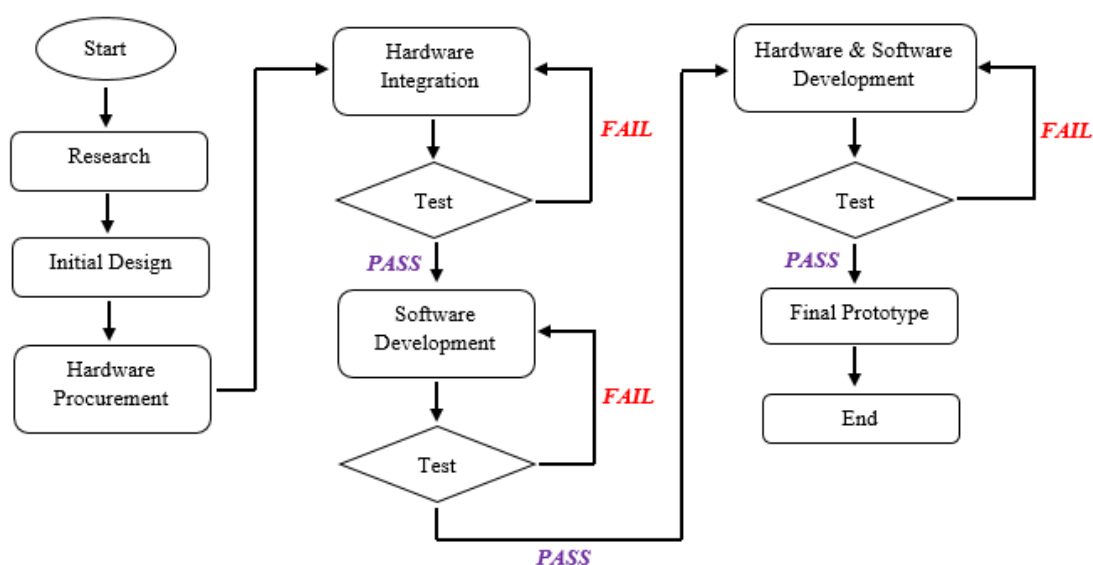 Start
Research
Initial Design
Hardware
Procurement
Hardware
Integration
FAIL
Test
PASS
Software
Development
FAIL
Test
PASS
Hardware & Software
Development
FAIL
Test
PASS
Final Prototype
End